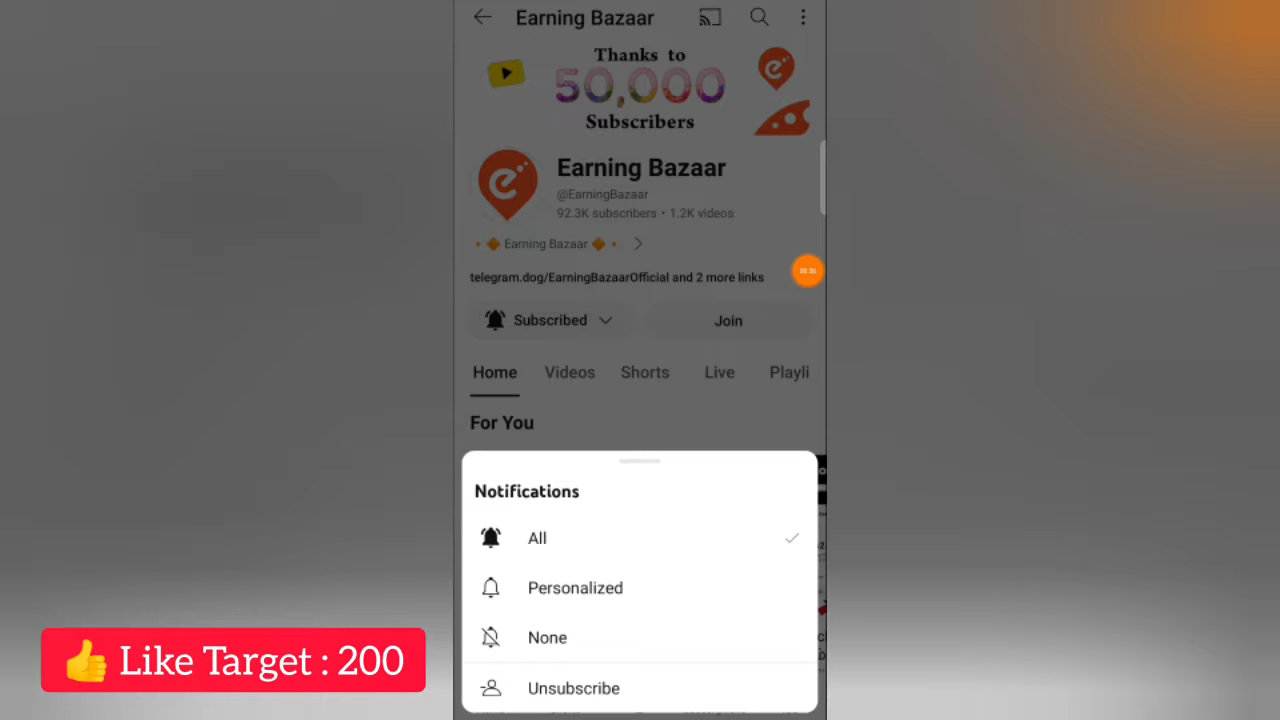 Earning Bazaar
Thanks to
50,000
Subscribers
Earning Bazaar
@EarningBazaar
92.3K subscribers • 1.2K videos
🔸 🔶 Earning Bazaar 🔶 🔸
telegram.dog/EarningBazaarOfficial and 2 more links
Subscribed
Join
Home Videos Shorts Live Playli
For You
Notifications
All
Personalized
None
Unsubscribe
👍 Like Target : 200